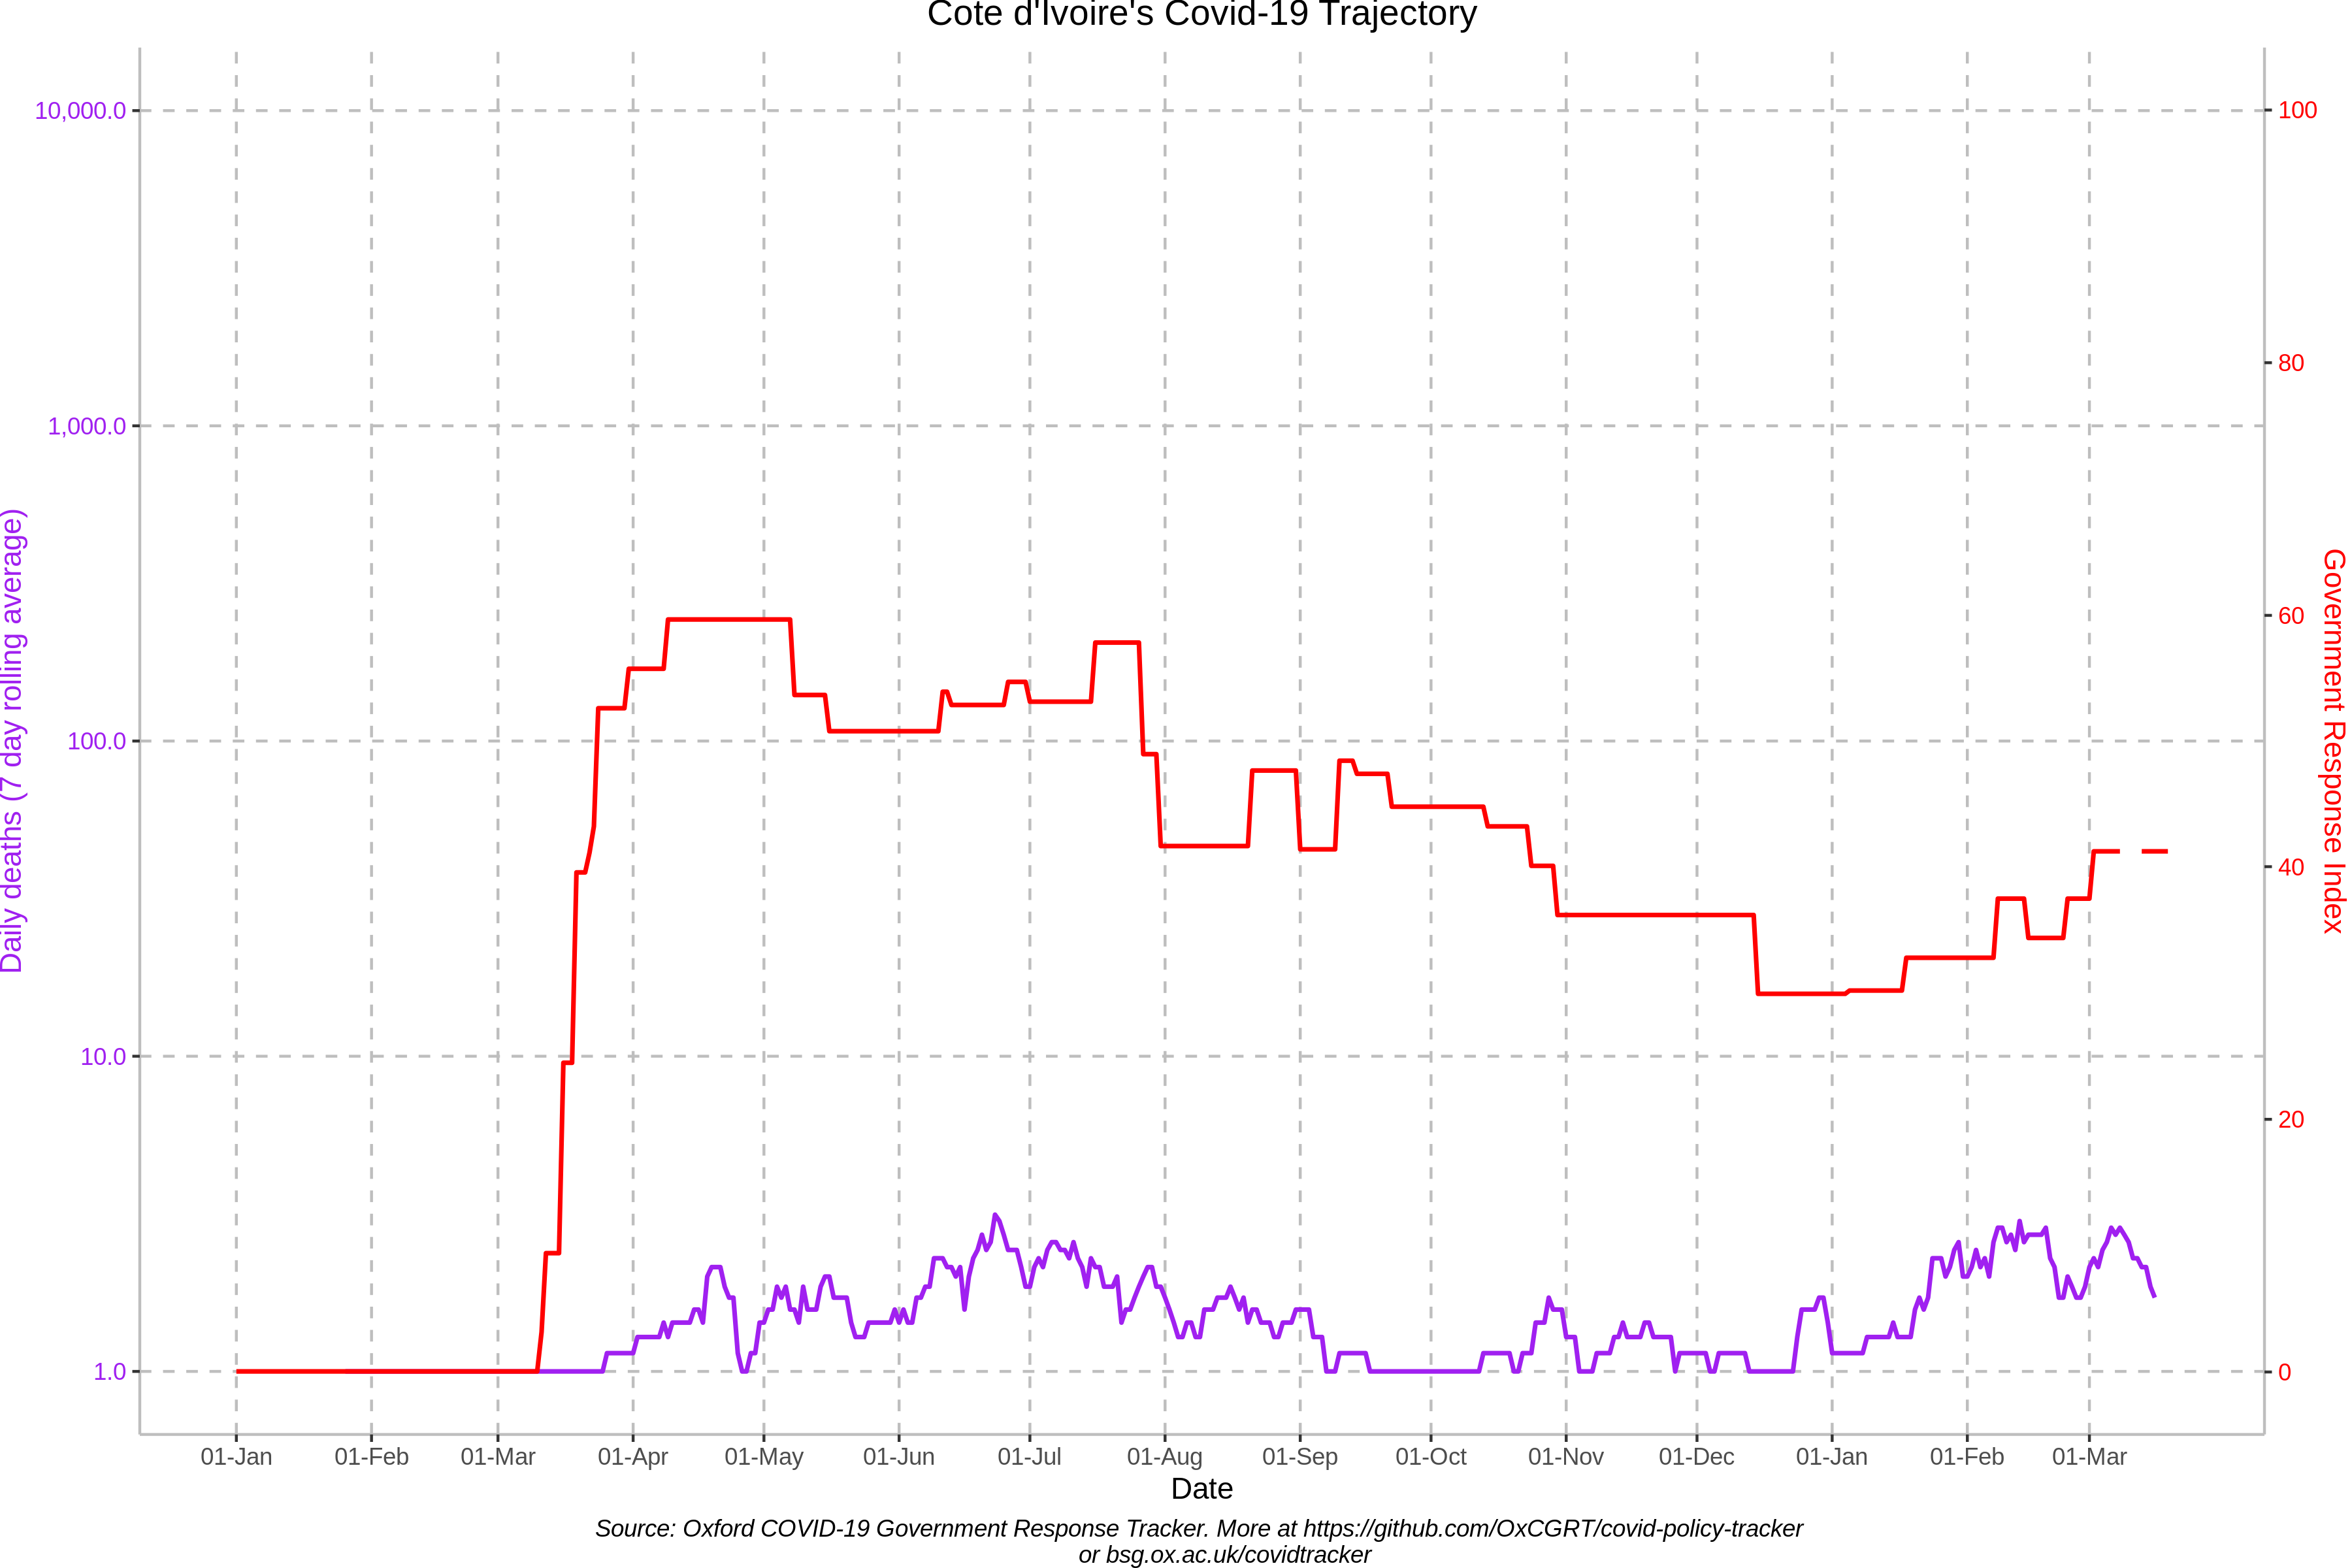 Cote d'Ivoire's Covid-19 Trajectory
Daily deaths (7 day rolling average)
10,000.0
1,000.0
100.0
10.0
1.0
100
80
60
40
20
0
Government Response Index
01-Jan 01-Feb 01-Mar 01-Apr 01-May 01-Jun 01-Jul 01-Aug 01-Sep 01-Oct 01-Nov 01-Dec 01-Jan 01-Feb 01-Mar
Date
Source: Oxford COVID-19 Government Response Tracker. More at https://github.com/OxCGRT/covid-policy-tracker
or bsg.ox.ac.uk/covidtracker